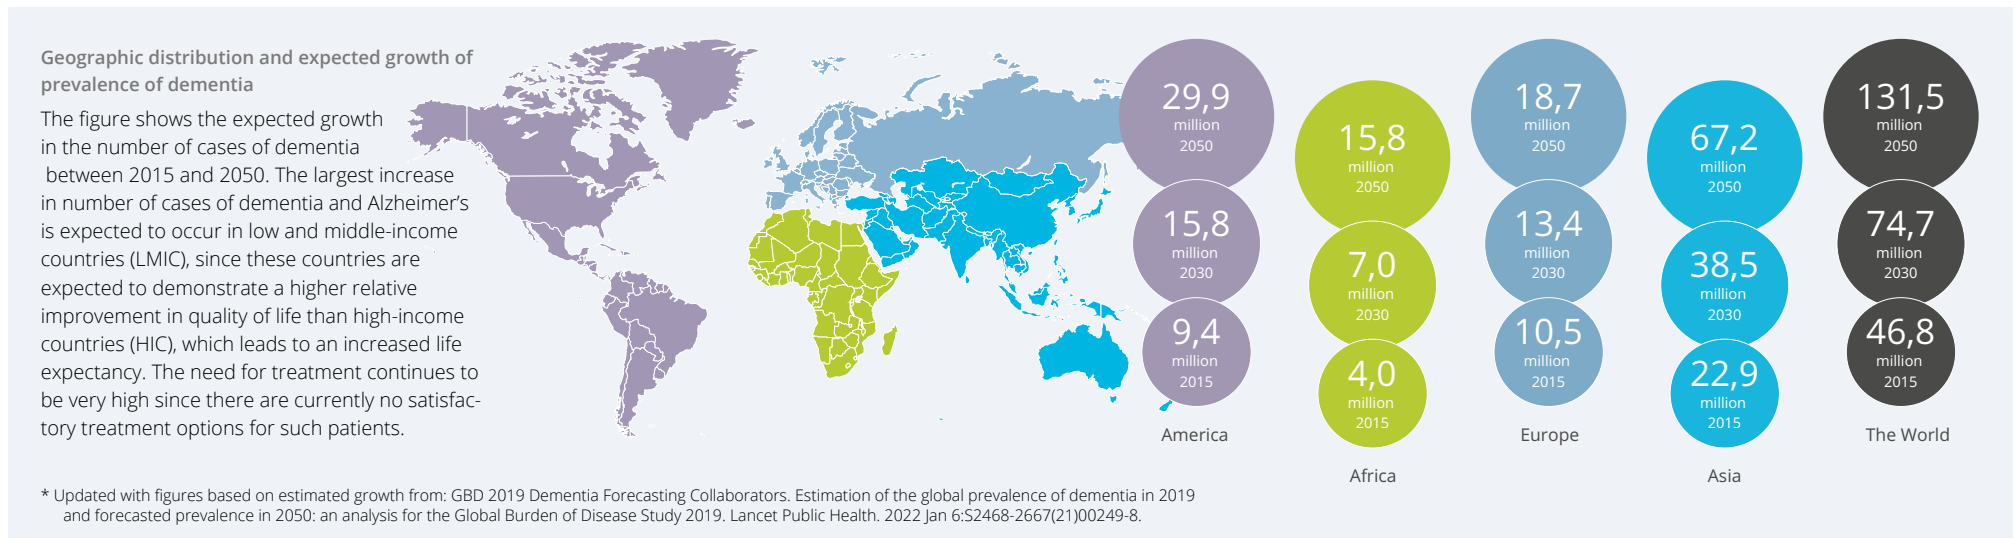 Geographic distribution and expected growth of
prevalence of dementia
The figure shows the expected growth
in the number of cases of dementia
between 2015 and 2050. The largest increase
in number of cases of dementia and Alzheimer’s
is expected to occur in low and middle-income
countries (LMIC), since these countries are
expected to demonstrate a higher relative
improvement in quality of life than high-income
countries (HIC), which leads to an increased life
expectancy. The need for treatment continues to
be very high since there are currently no satisfac-
tory treatment options for such patients.
29,9
million
2050
15,8
million
2030
9,4
million
2015
America
15,8
million
2050
7,0
million
2030
4,0
million
2015
Africa
18,7
million
2050
13,4
million
2030
10,5
million
2015
Europe
67,2
million
2050
38,5
million
2030
22,9
million
2015
Asia
131,5
million
2050
74,7
million
2030
46,8
million
2015
The World
* Updated with figures based on estimated growth from: GBD 2019 Dementia Forecasting Collaborators. Estimation of the global prevalence of dementia in 2019
and forecasted prevalence in 2050: an analysis for the Global Burden of Disease Study 2019. Lancet Public Health. 2022 Jan 6:S2468-2667(21)00249-8.